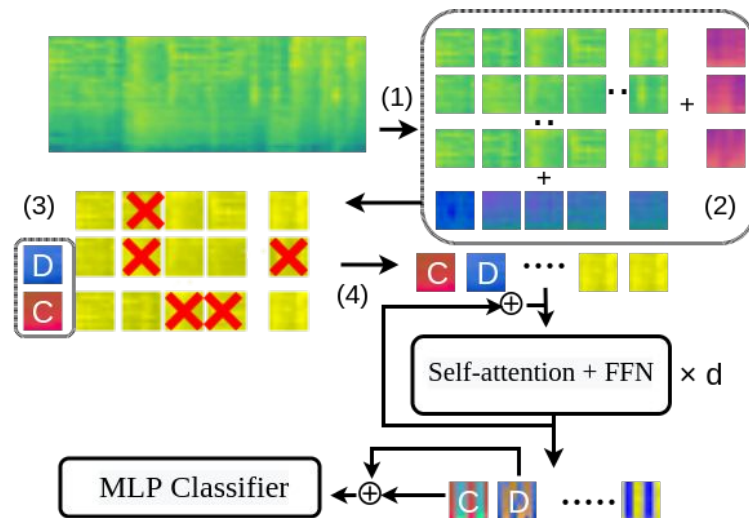 (1)
+
+
(2)
(3)
D
C
(4)
C D
+
Self-attention + FFN × d
MLP Classifier
+
C D